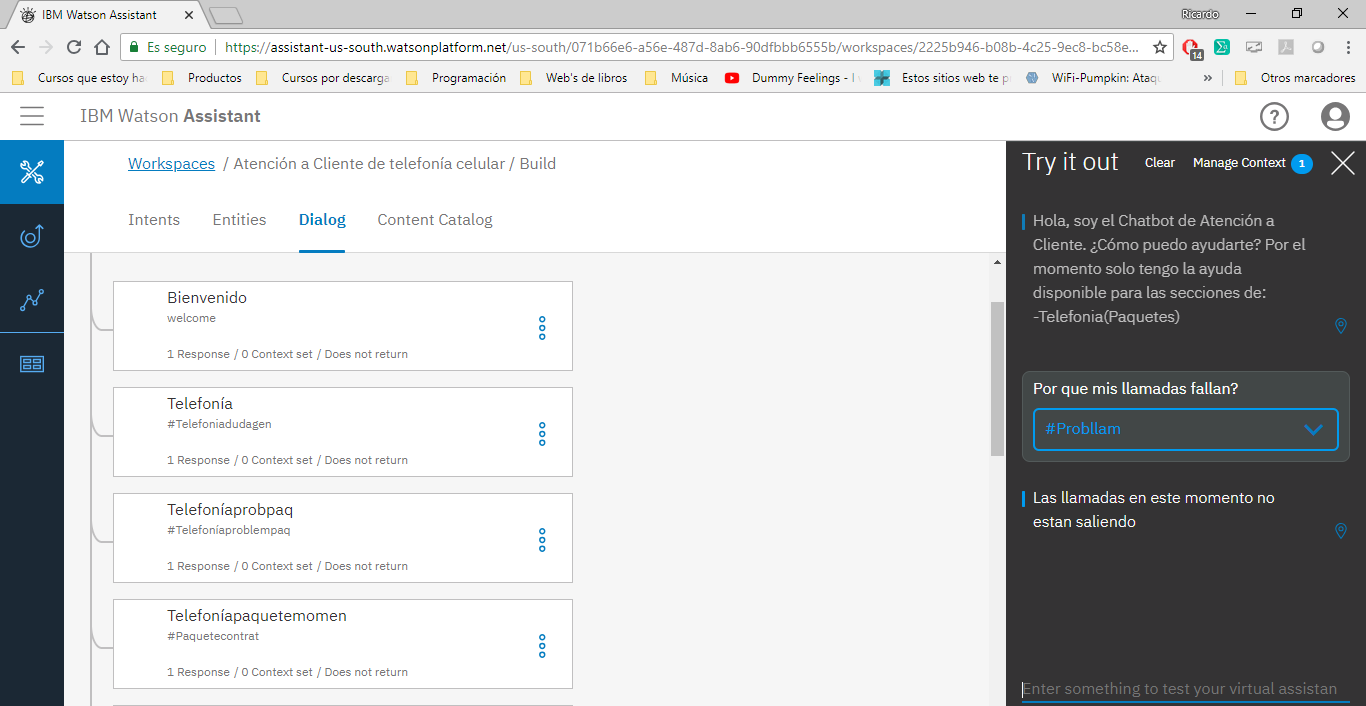 IBM Watson Assistant
Ricardo
Es seguro
https://assistant-us-south.watsonplatform.net/us-south/071b66e6-a56e-487d-8ab6-90dfbbb6555b/workspaces/2225b946-b08b-4c25-9ec8-bc58e...
14
Cursos que estoy ha
Productos
Cursos por descarga
Programación
Web's de libros
Música
Dummy Feelings -
Estos sitios web te p
WiFi-Pumpkin: Ataqu
»
Otros marcadores
IBM Watson Assistant
?
Workspaces / Atención a Cliente de telefonía celular / Build
Intents
Entities
Dialog
Content Catalog
Bienvenido
welcome
1 Response / 0 Context set / Does not return
Telefonía
#Telefoniadudagen
1 Response / 0 Context set / Does not return
Telefoníaprobpaq
#Telefoníaproblempaq
1 Response / 0 Context set / Does not return
Telefoníapaquetemomen
#Paquetecontrat
1 Response / 0 Context set / Does not return
Try it out
Clear
Manage Context 1
Hola, soy el Chatbot de Atención a
Cliente. ¿Cómo puedo ayudarte? Por el
momento solo tengo la ayuda
disponible para las secciones de:
-Telefonia(Paquetes)
Por que mis llamadas fallan?
#Probllam
Las llamadas en este momento no
estan saliendo
Enter something to test your virtual assistan